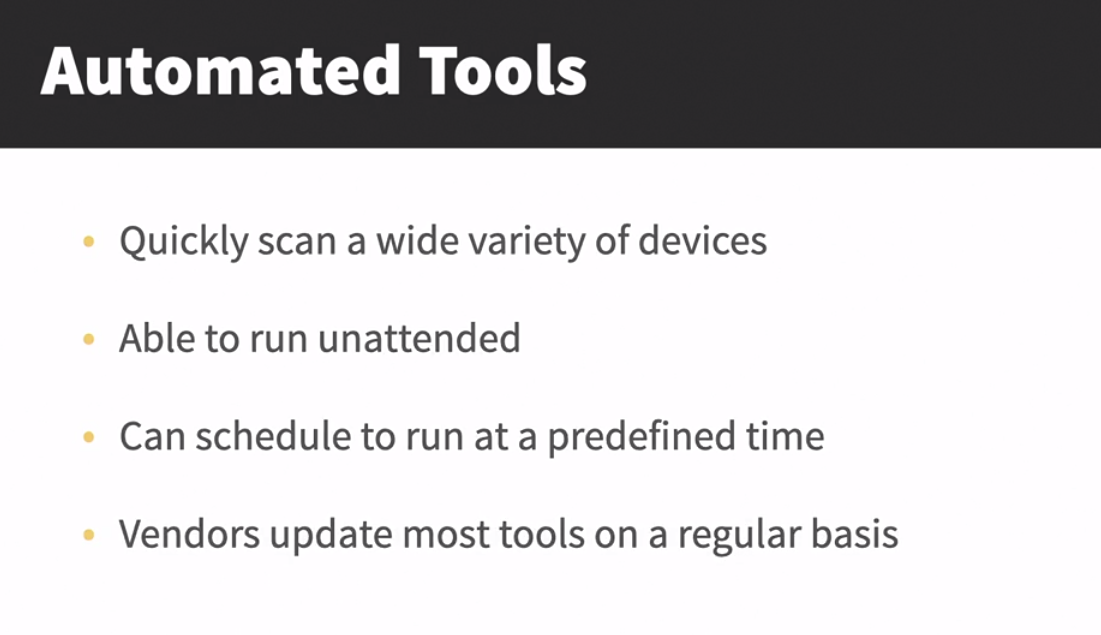 Automated Tools
• Quickly scan a wide variety of devices
• Able to run unattended
• Can schedule to run at a predefined time
• Vendors update most tools on a regular basis